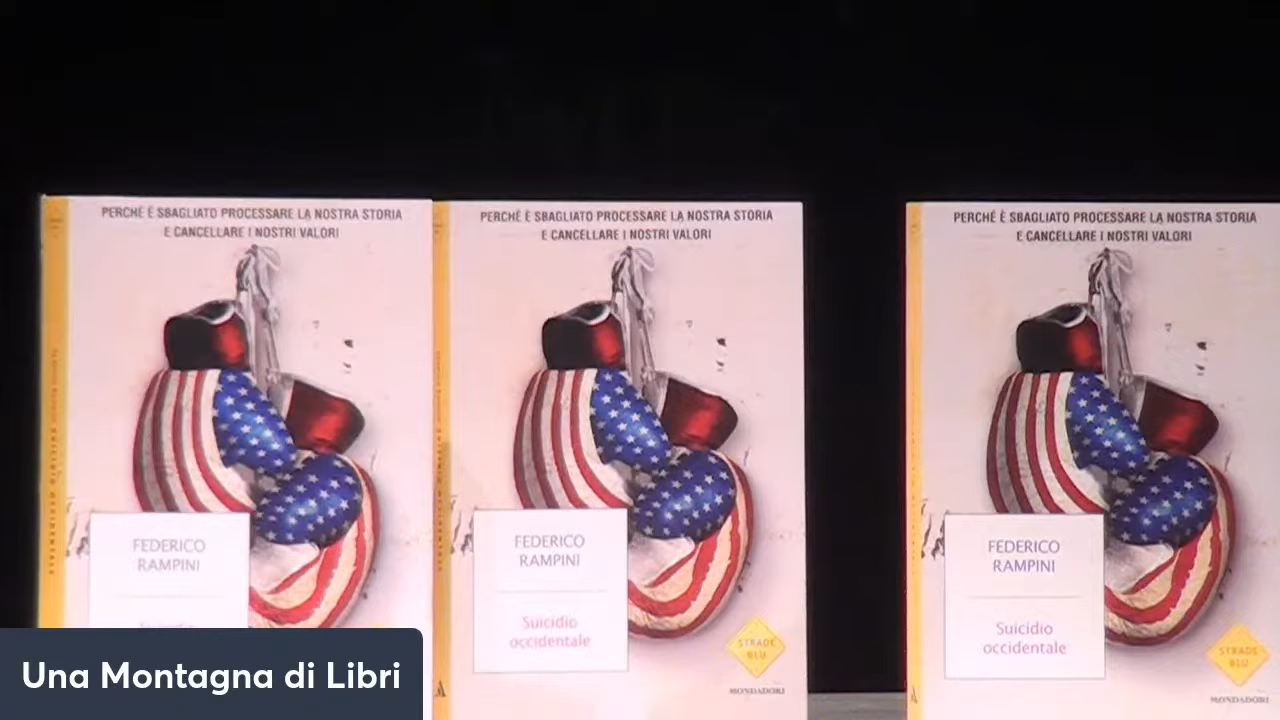 PERCHÉ È SBAGLIATO PROCESSARE LA NOSTRA STORIA
E CANCELLARE I NOSTRI VALORI
FEDERICO
RAMPINI
PERCHÉ È SBAGLIATO PROCESSARE LA NOSTRA STORIA
E CANCELLARE I NOSTRI VALORI
FEDERICO
RAMPINI
Suicidio
occidentale
STRADE
BLU
MONDADORI
PERCHÉ È SBAGLIATO PROCESSARE LA NOSTRA STORIA
E CANCELLARE I NOSTRI VALORI
FEDERICO
RAMPINI
Suicidio
occidentale
STRADE
BLU
MONDADORI
Una Montagna di Libri